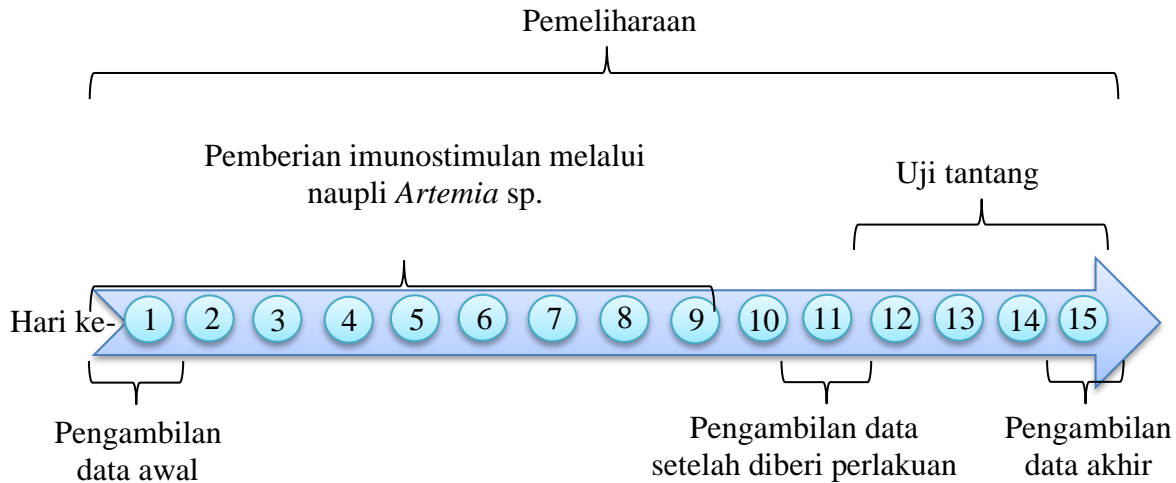 Pemeliharaan
Pemberian imunostimulan melalui
naupli Artemia sp.
Uji tantang
Hari ke- 1 2 3 4 5 6 7 8 9 10 11 12 13 14 15
Pengambilan
data awal
Pengambilan data
setelah diberi perlakuan
Pengambilan
data akhir